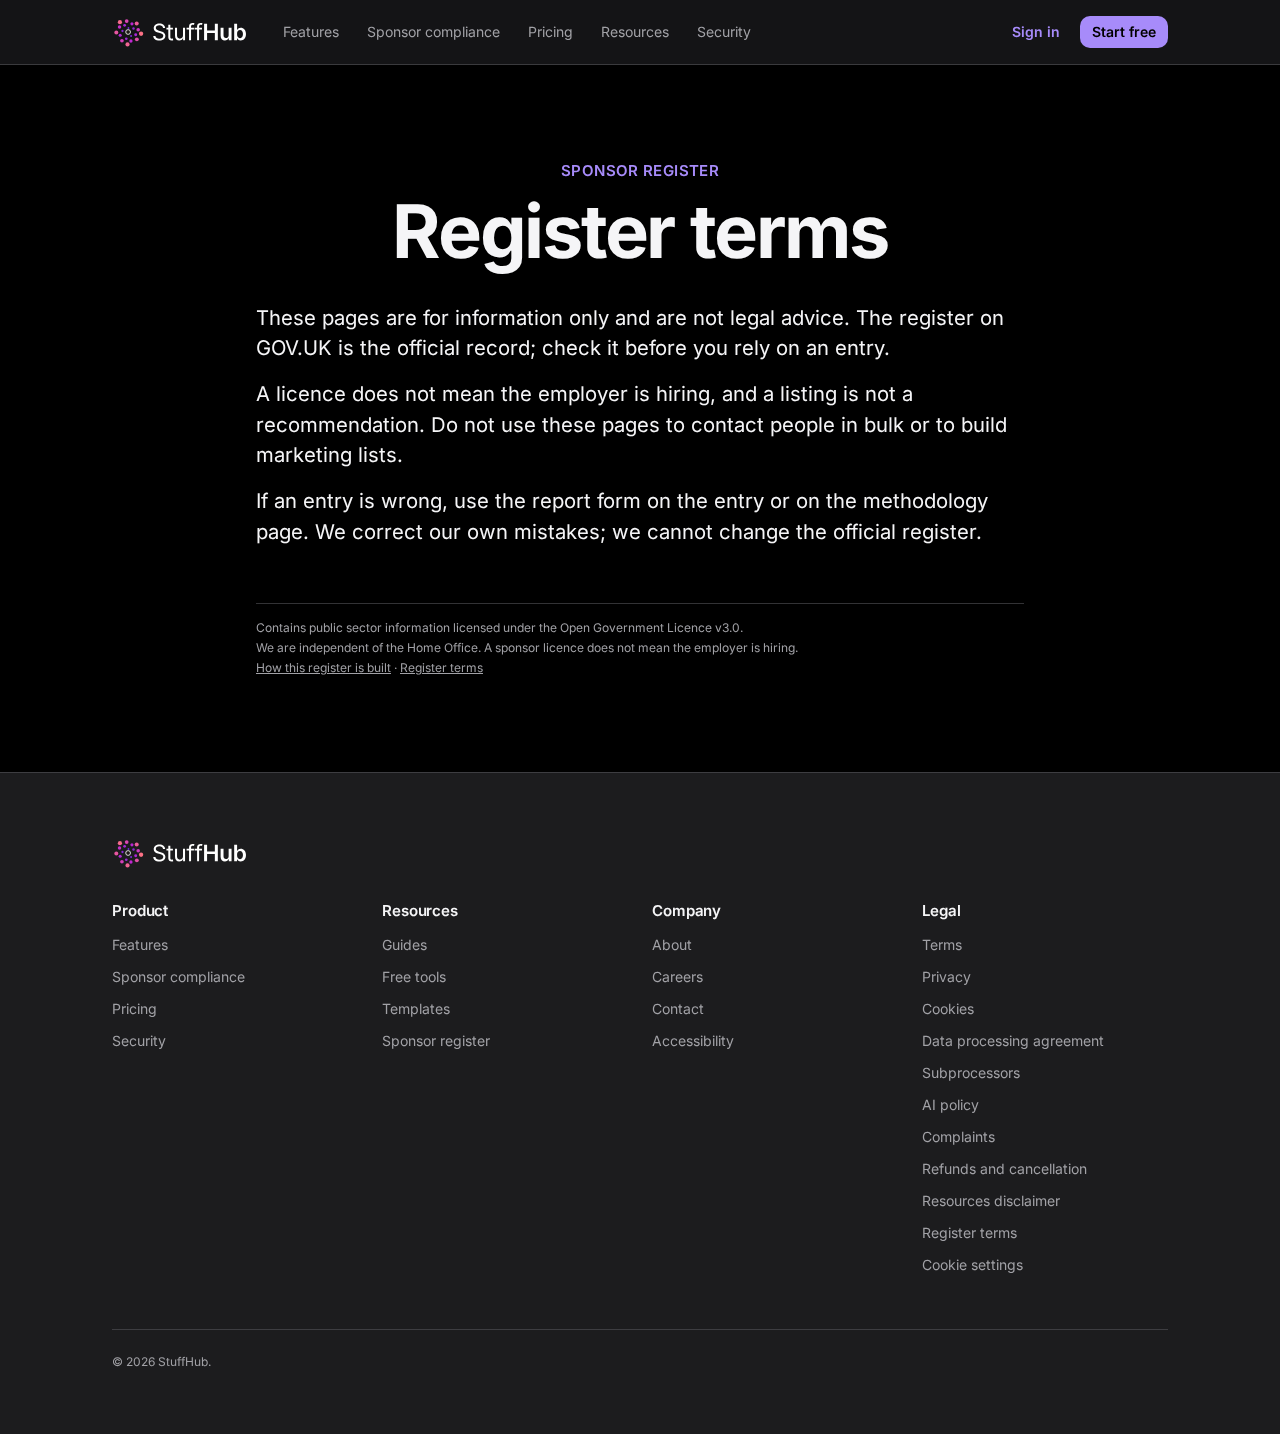 StuffHub
Features
Sponsor compliance
Pricing
Resources
Security
Sign in
Start free
SPONSOR REGISTER
Register terms
These pages are for information only and are not legal advice. The register on
GOV.UK is the official record; check it before you rely on an entry.
A licence does not mean the employer is hiring, and a listing is not a
recommendation. Do not use these pages to contact people in bulk or to build
marketing lists.
If an entry is wrong, use the report form on the entry or on the methodology
page. We correct our own mistakes; we cannot change the official register.
Contains public sector information licensed under the Open Government Licence v3.0.
We are independent of the Home Office. A sponsor licence does not mean the employer is hiring.
How this register is built · Register terms
StuffHub
Product
Features
Sponsor compliance
Pricing
Security
Resources
Guides
Free tools
Templates
Sponsor register
Company
About
Careers
Contact
Accessibility
Legal
Terms
Privacy
Cookies
Data processing agreement
Subprocessors
AI policy
Complaints
Refunds and cancellation
Resources disclaimer
Register terms
Cookie settings
© 2026 StuffHub.